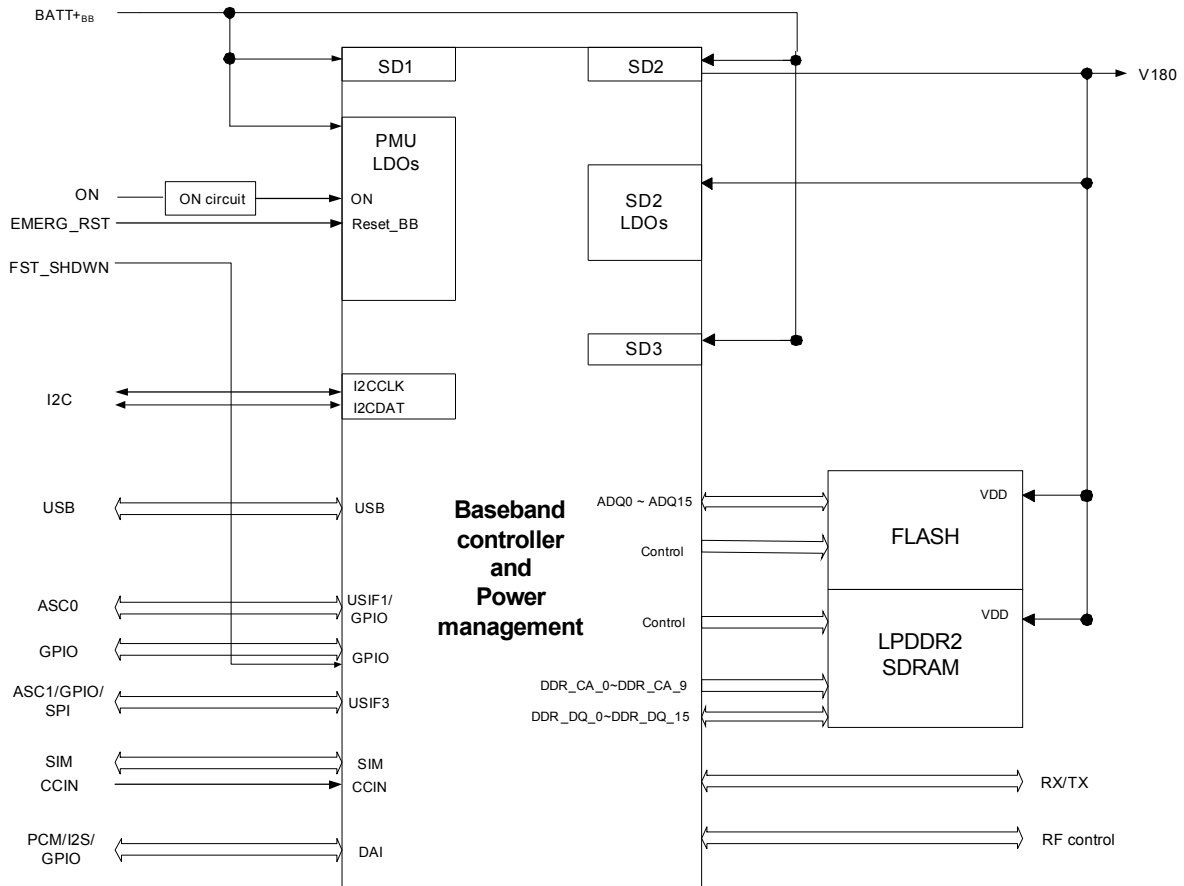 BATT+BB
SD1
SD2
V180
PMU
LDOs
ON
ON circuit
ON
EMERG_RST
Reset_BB
FST_SHDWN
SD2
LDOs
SD3
I2C
I2CCLK
I2CDAT
USB
USB
Baseband
controller
and
Power
management
ADQ0 ~ ADQ15
VDD
FLASH
Control
ASC0
USIF1/
GPIO
Control
VDD
LPDDR2
SDRAM
GPIO
GPIO
ASC1/GPIO/
SPI
USIF3
DDR_CA_0~DDR_CA_9
DDR_DQ_0~DDR_DQ_15
SIM
SIM
CCIN
CCIN
RX/TX
PCM/I2S/
GPIO
DAI
RF control